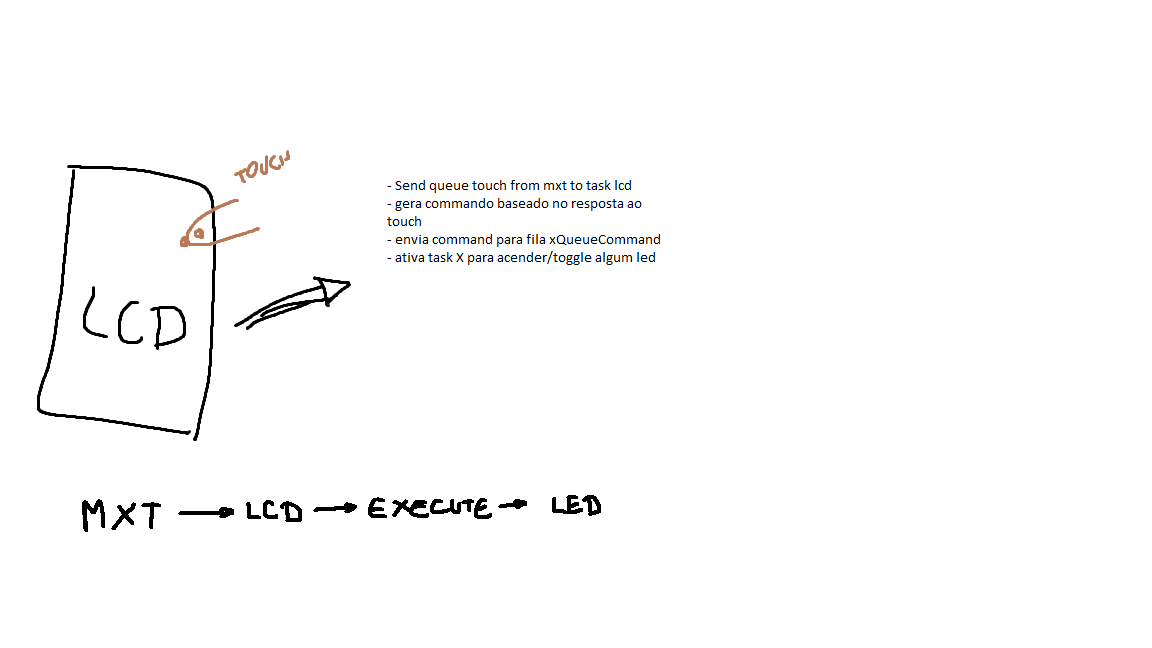 TOUCH
- Send queue touch from mxt to task lcd
- gera commando baseado no resposta ao
touch
- envia command para fila xQueueCommand
- ativa task X para acender/toggle algum led
LCD
MXT → LCD → EXECUTE → LED